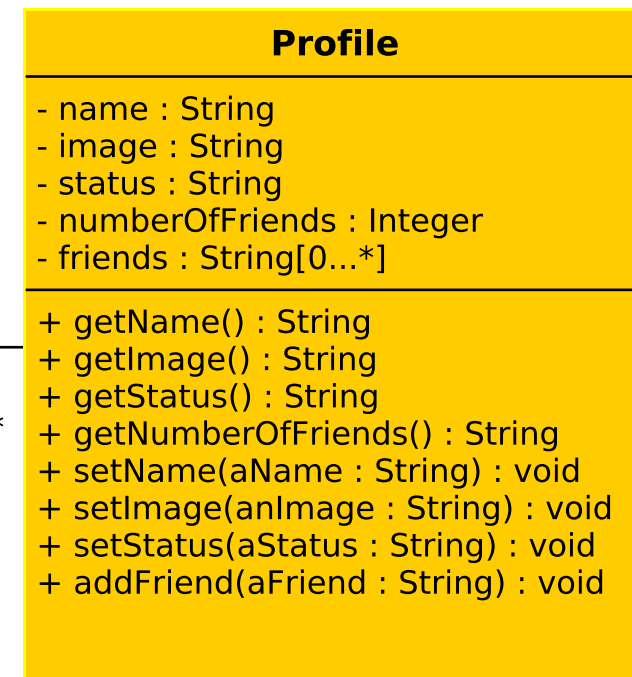 Profile
- name : String
- image : String
- status : String
- numberOfFriends : Integer
- friends : String[0...*]
+ getName() : String
+ getImage() : String
+ getStatus() : String
+ getNumberOfFriends() : String
+ setName(aName : String) : void
+ setImage(anImage : String) : void
+ setStatus(aStatus : String) : void
+ addFriend(aFriend : String) : void